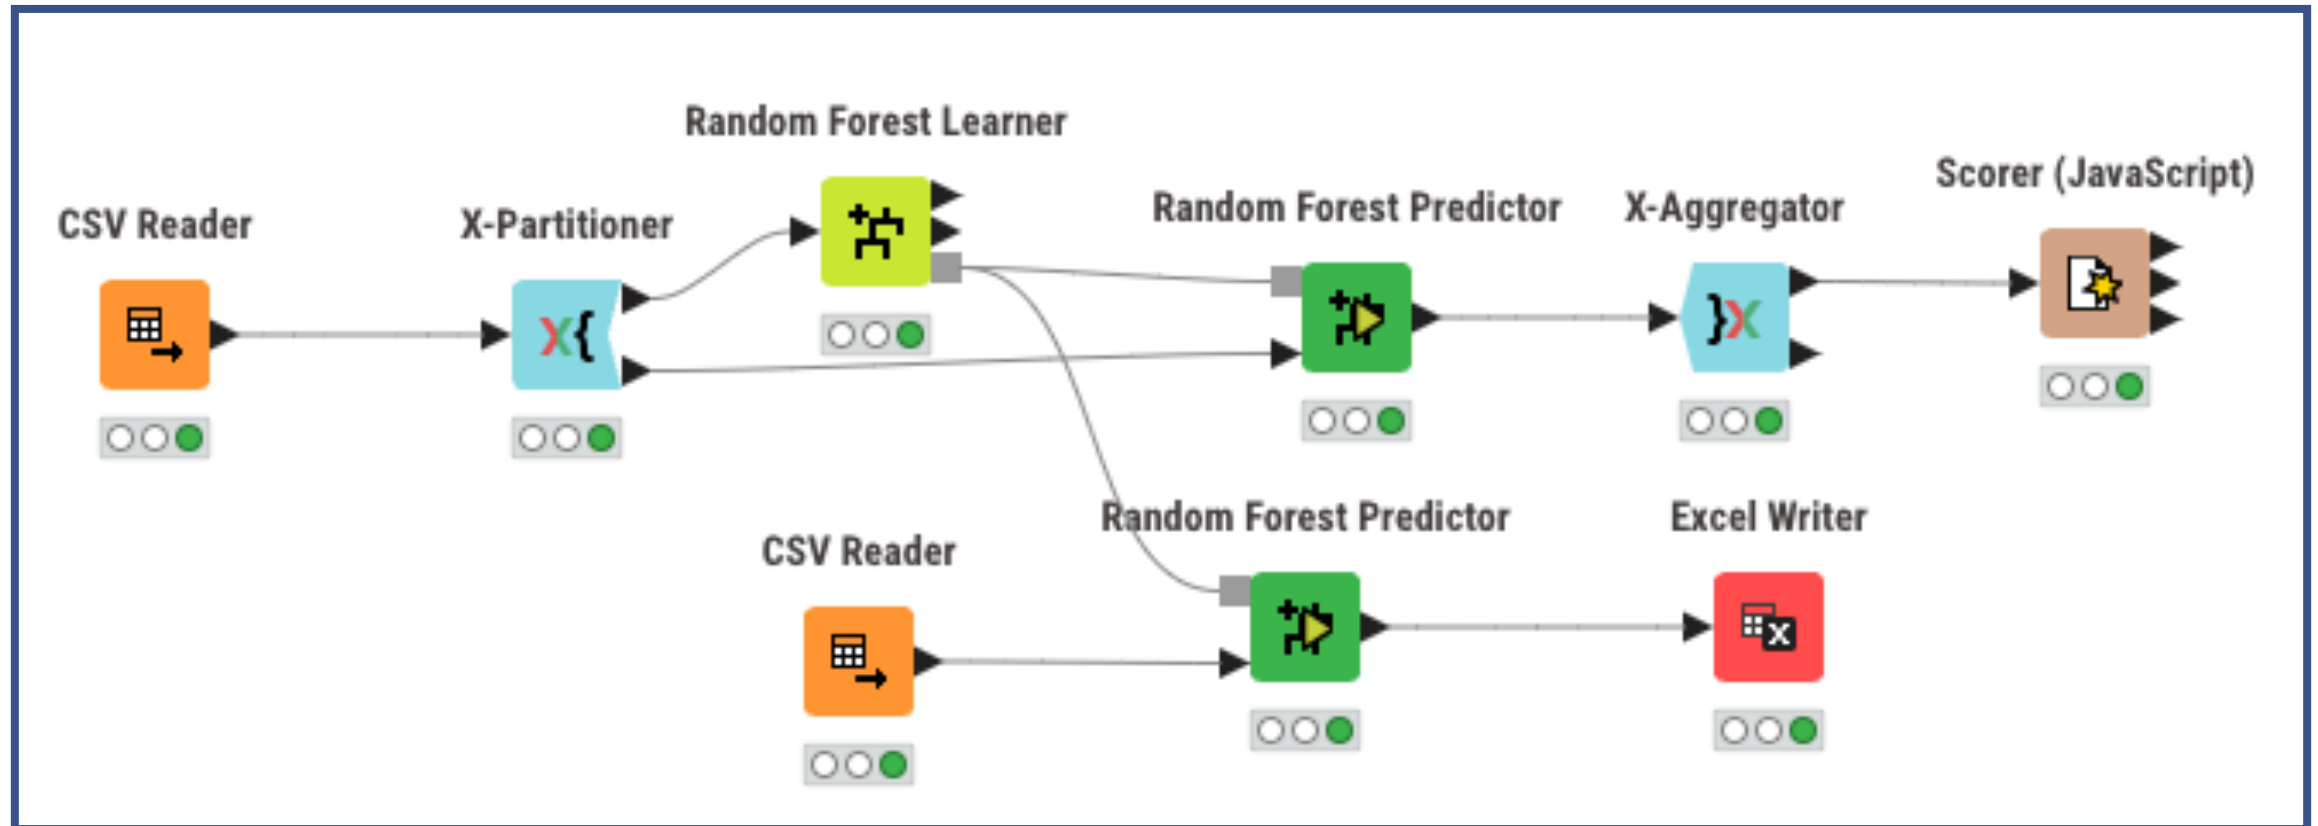 Random Forest Learner
Scorer (JavaScript)
CSV Reader
X-Partitioner
Random Forest Predictor
X-Aggregator
X{
}X
CSV Reader
Random Forest Predictor
Excel Writer
X